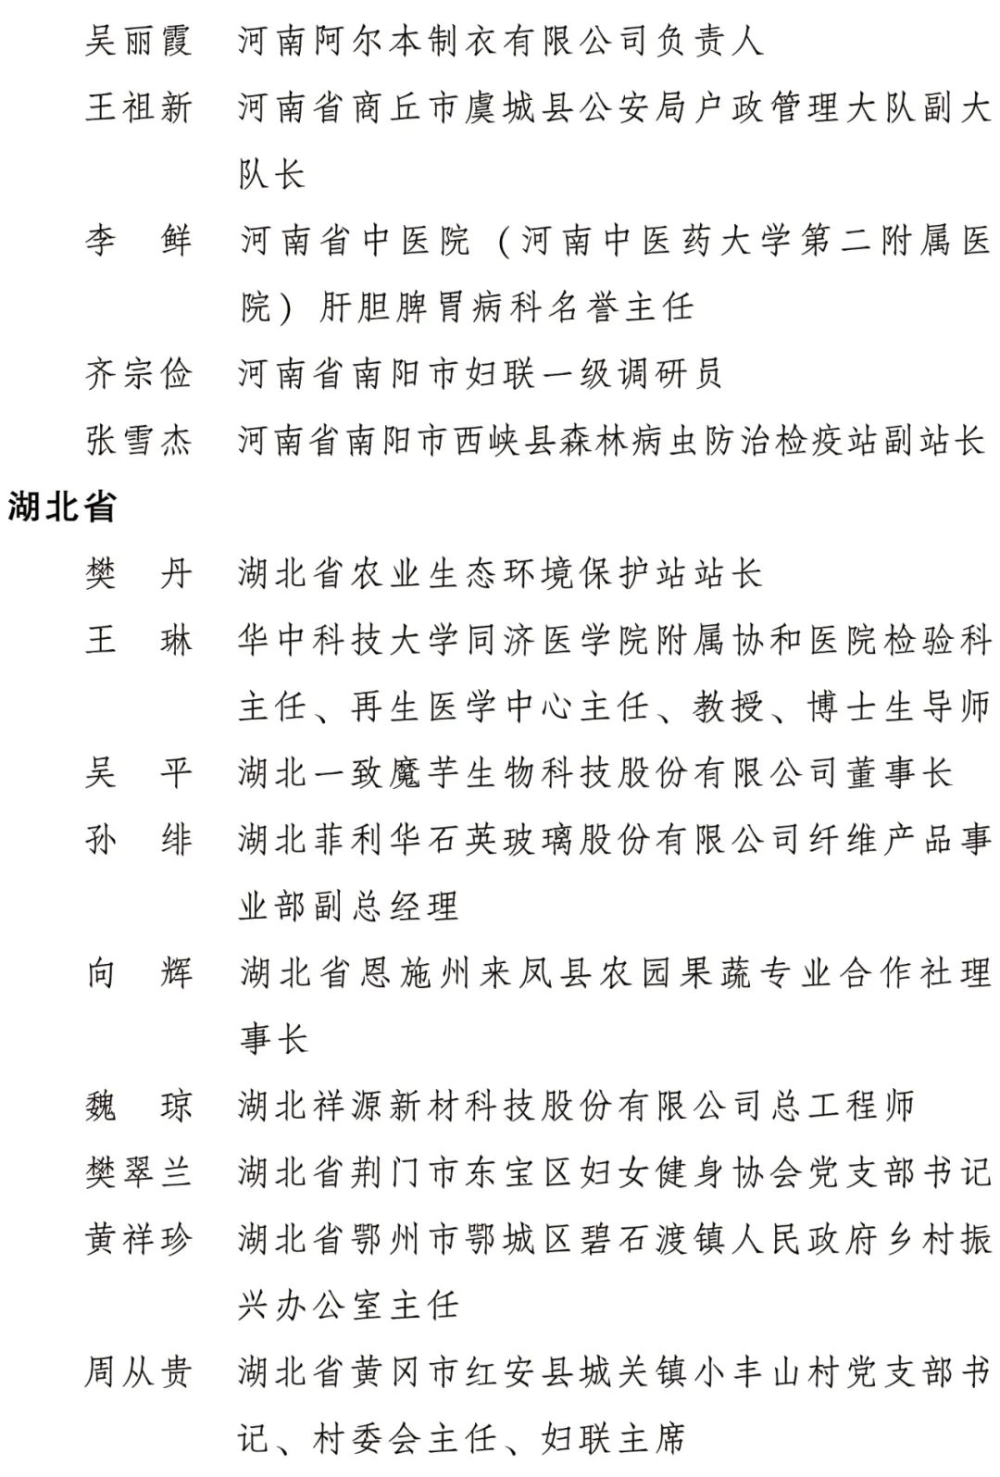 吴丽霞 河南阿尔本制衣有限公司负责人
王祖新 河南省商丘市虞城县公安局户政管理大队副大
队长
李 鲜 河南省中医院（河南中医药大学第二附属医
院）肝胆脾胃病科名誉主任
齐宗俭 河南省南阳市妇联一级调研员
张雪杰 河南省南阳市西峡县森林病虫防治检疫站副站长
湖北省
樊 丹 湖北省农业生态环境保护站站长
王 琳 华中科技大学同济医学院附属协和医院检验科
主任、再生医学中心主任、教授、博士生导师
吴 平 湖北一致魔芋生物科技股份有限公司董事长
孙 绯 湖北菲利华石英玻璃股份有限公司纤维产品事
业部副总经理
向 辉 湖北省恩施州来凤县农园果蔬专业合作社理
事长
魏 琼 湖北祥源新材科技股份有限公司总工程师
樊翠兰 湖北省荆门市东宝区妇女健身协会党支部书记
黄祥珍 湖北省鄂州市鄂城区碧石渡镇人民政府乡村振
兴办公室主任
周从贵 湖北省黄冈市红安县城关镇小丰山村党支部书
记、村委会主任、妇联主席